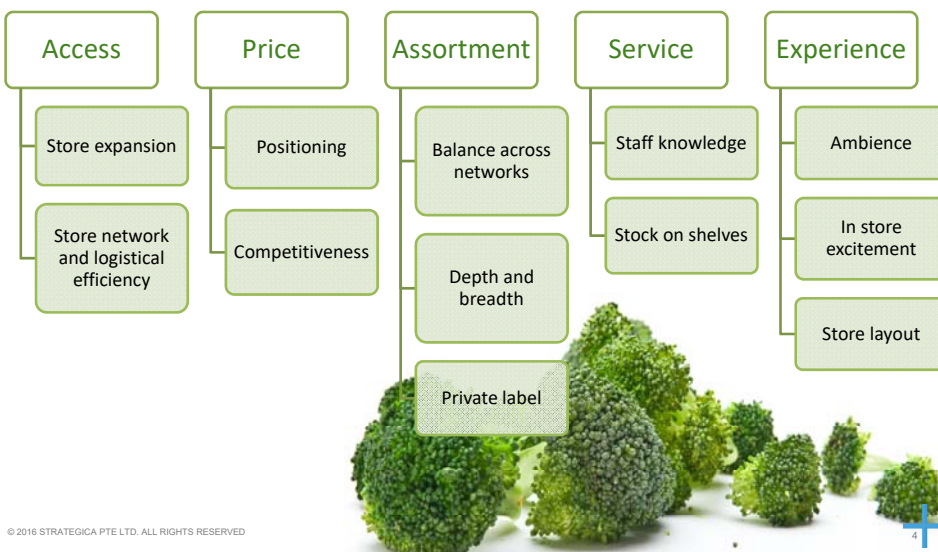 Access
Store expansion
Store network
and logistical
efficiency
Price
Positioning
Competitiveness
Assortment
Balance across
networks
Depth and
breadth
Private label
Service
Staff knowledge
Stock on shelves
Experience
Ambience
In store
excitement
Store layout
© 2016 STRATEGICA PTE LTD. ALL RIGHTS RESERVED
4